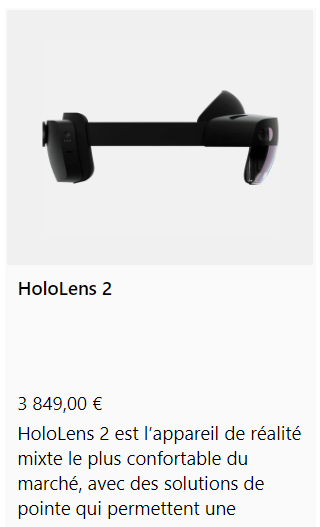 HoloLens 2
3 849,00 €
HoloLens 2 est l’appareil de réalité
mixte le plus confortable du
marché, avec des solutions de
pointe qui permettent une